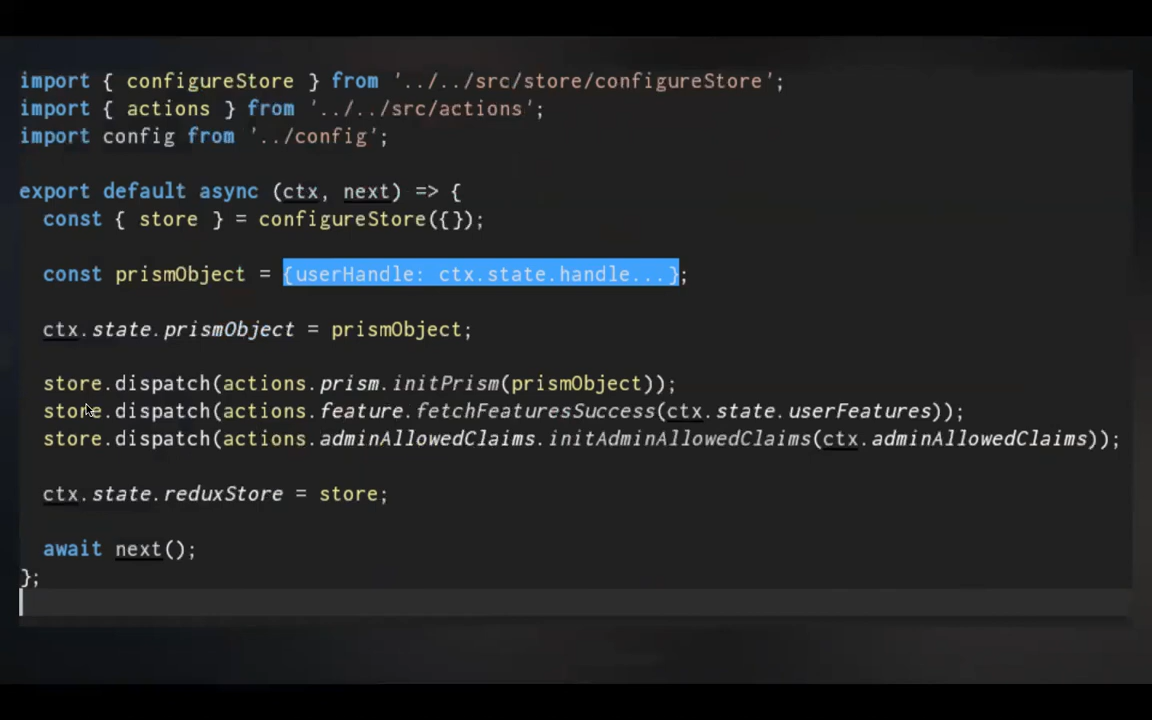 import { configureStore } from '../../src/store/configureStore';
import { actions } from '../../src/actions';
import config from '../config';
export default async (ctx, next) => {
const { store } = configureStore({});
const prismObject = {userHandle: ctx.state.handle...};
ctx.state.prismObject = prismObject;
store.dispatch(actions.prism.initPrism(prismObject));
store.dispatch(actions.feature.fetchFeaturesSuccess(ctx.state.userFeatures));
store.dispatch(actions.adminAllowedClaims.initAdminAllowedClaims(ctx.adminAllowedClaims));
ctx.state.reduxStore = store;
await next();
};